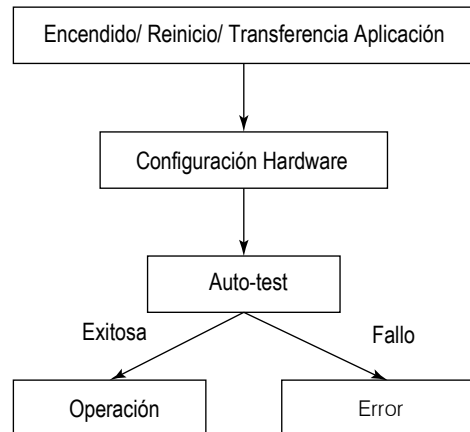 Encendido/ Reinicio/ Transferencia Aplicación
Configuración Hardware
Auto-test
Exitosa
Fallo
Operación
Error